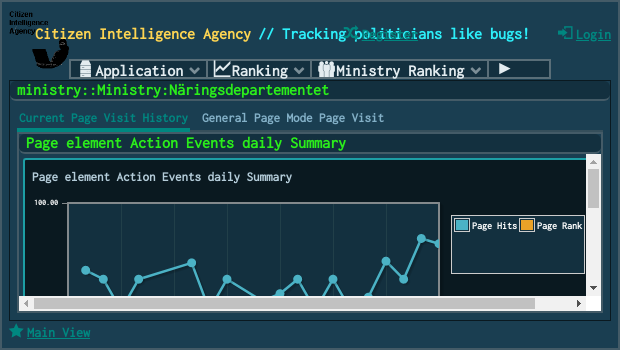 Citizen
Intelligence
Agency
Citizen Intelligence Agency // Tracking politicians like bugs!
Register
Login
Application
Ranking
Ministry Ranking
ministry::Ministry:Näringsdepartementet
Current Page Visit History
General Page Mode Page Visit
Page element Action Events daily Summary
Page element Action Events daily Summary
100.00
Page Hits
Page Rank
Main View